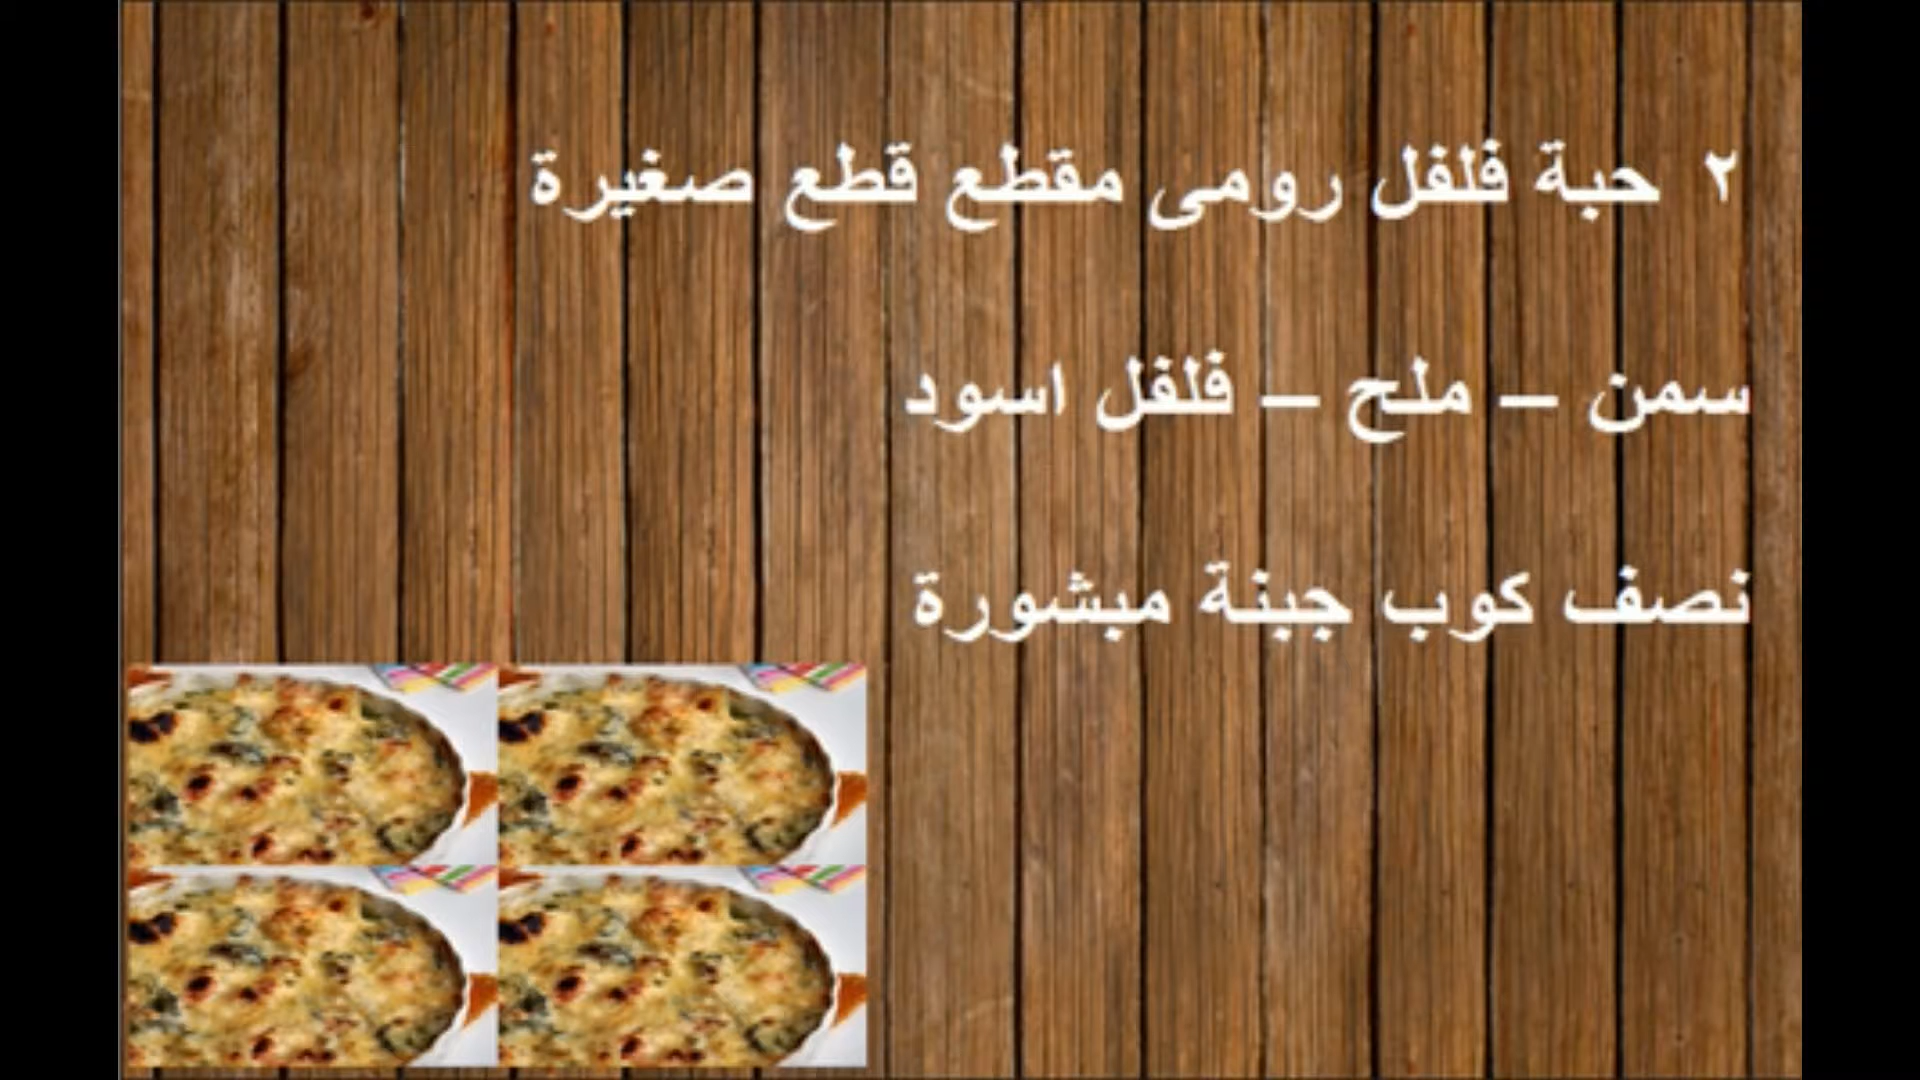 ٢ حبة فلفل رومى مقطع قطع صغيرة
سمن – ملح – فلفل اسود
نصف كوب جبنة مبشورة